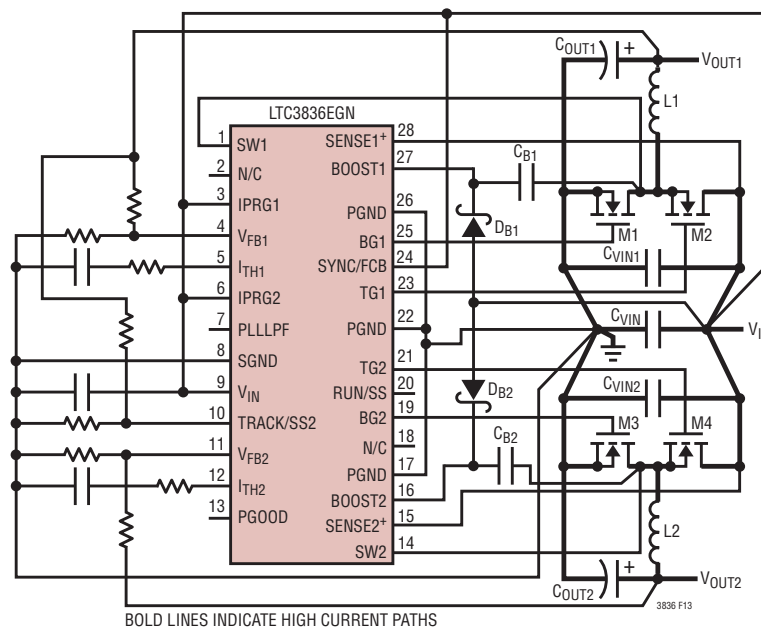 COUT1 +
VOUT1
L1
LTC3836EGN
1 SW1
2 N/C
3 IPRG1
4 VFB1
5 ITH1
6 IPRG2
7 PLLLPF
8 SGND
9 VIN
10 TRACK/SS2
11 VFB2
12 ITH2
13 PGOOD
SENSE1+ 28
BOOST1 27
PGND 26
BG1 25
SYNC/FCB 24
TG1 23
PGND 22
TG2 21
RUN/SS 20
BG2 19
N/C 18
PGND 17
BOOST2 16
SENSE2+ 15
SW2 14
CB1
DB1
M1
M2
CVIN1
CVIN
VI
CVIN2
DB2
M3
M4
CB2
L2
COUT2 +
VOUT2
3836 F13
BOLD LINES INDICATE HIGH CURRENT PATHS